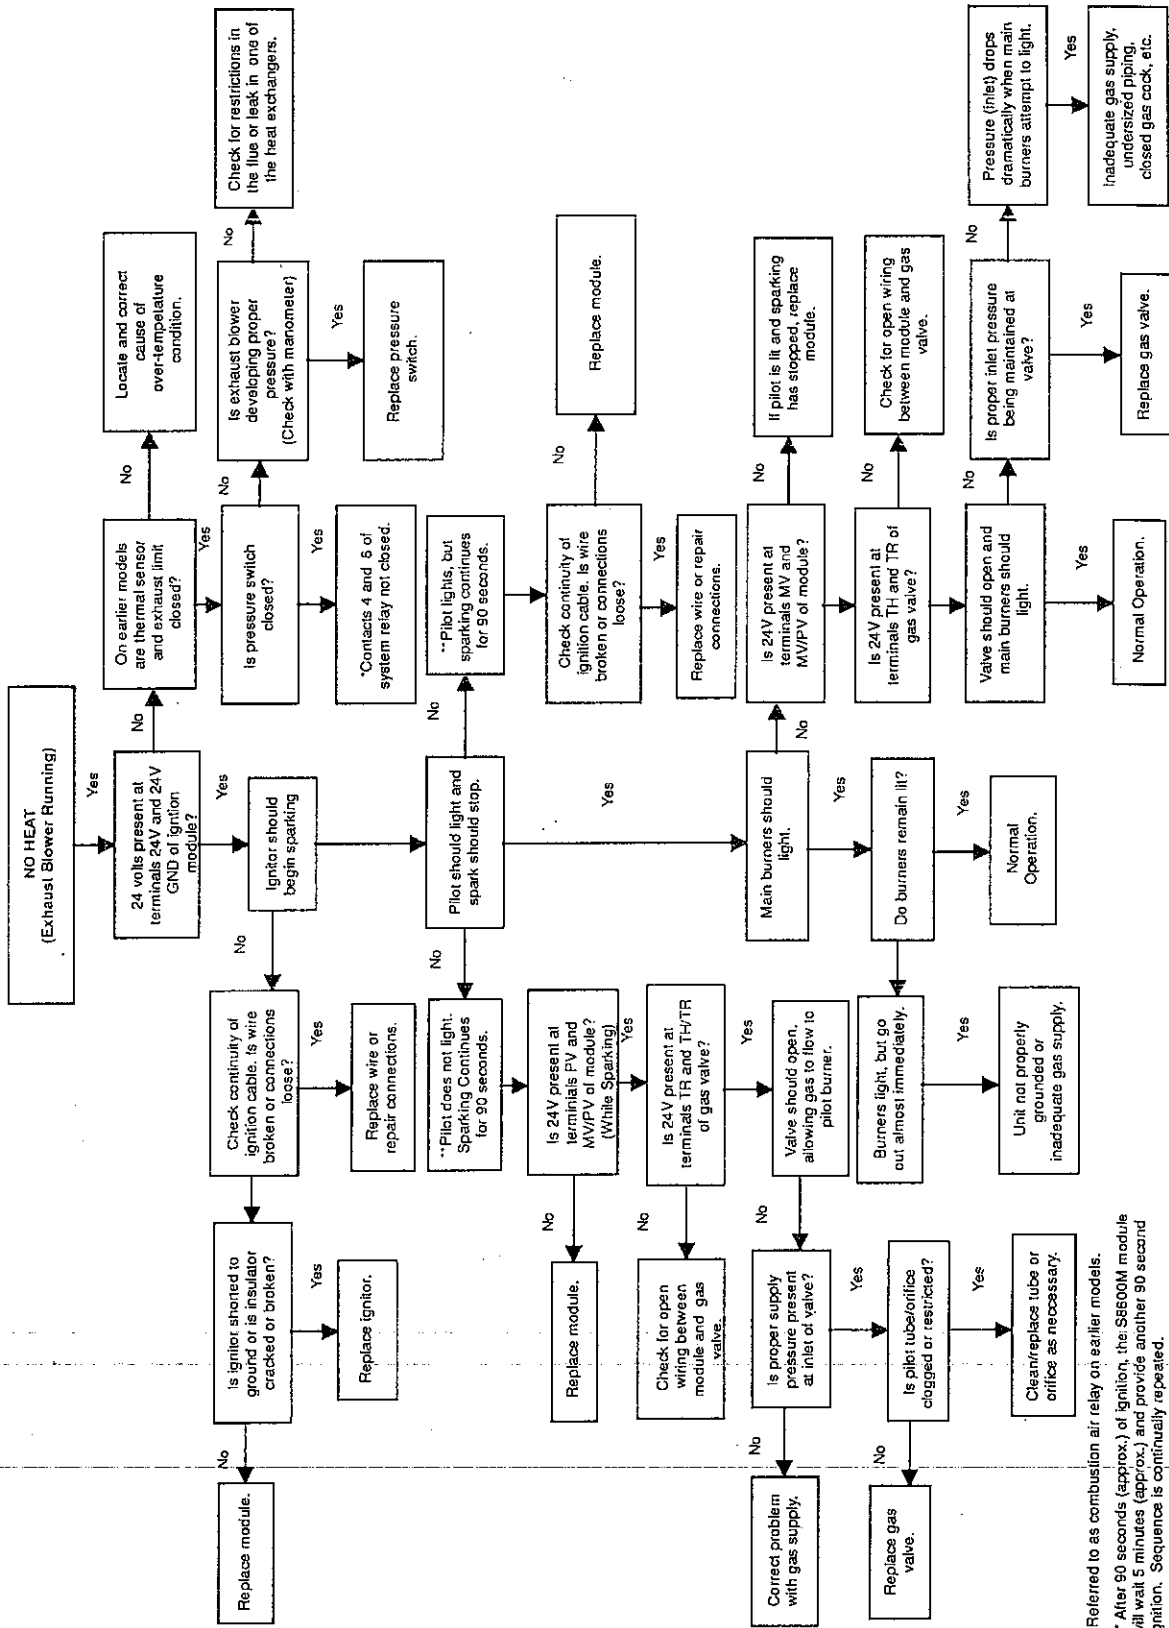 NO HEAT
(Exhaust Blower Running)
Yes
24 volts present at
terminals 24V and 24V
GND of igntion
module?
No
On earlier models
are thermal sensor
and exhaust limit
closed?
No
Locate and correct
cause of
over-tempetature
condition.
Yes
Is pressure switch
closed?
No
Is exhaust blower
developing proper
pressure?
(Check with manometer)
No
Check for restrictions in
the flue or leak in one of
the heat exchangers.
Yes
Replace pressure
switch.
Yes
*Contacts 4 and 6 of
system relay not closed.
Yes
Ignitor should
begin sparking
No
Check continuity of
ignition cable. Is wire
broken or connections
loose?
Yes
Replace wire or
repair connections.
Is ignitor shorted to
ground or is insulator
cracked or broken?
Yes
Replace ignitor.
No
Replace module.
Pilot should light and
spark should stop.
No
**Pilot lights, but
sparking continues
for 90 seconds.
Check continuity of
ignition cable. Is wire
broken or connections
loose?
No
Replace module.
Yes
Replace wire or repair
connections.
No
**Pilot does not light.
Sparking Continues
for 90 seconds.
Is 24V present at
terminials PV and
MV/PV of module?
(While Sparking)
No
Replace module.
Yes
Is 24V present at
terminals TR and TH/TR
of gas valve?
No
Check for open
wiring between
module and gas
valve.
Yes
Valve should open,
allowing gas to flow to
pilot burner.
No
Is proper supply
pressure present
at inlet of valve?
No
Correct problem
with gas supply.
Yes
Is pilot tube/orifice
clogged or restricted?
No
Replace gas
valve.
Yes
Clean/replace tube or
orifice as neccessary.
Yes
Main burners should
light.
No
Is 24V present at
terminals MV and
MV/PV of module?
No
If pilot is lit and sparking
has stopped, replace
module.
Is 24V present at
terminals TH and TR of
gas valve?
No
Check for open wiring
between module and gas
valve.
Valve should open and
main burners should
light.
No
Is proper inlet pressure
being maintained at
valve?
No
Pressure (inlet) drops
dramatically when main
burners attempt to light.
Yes
Inadequate gas supply,
undersized piping,
closed gas cock, etc.
Yes
Replace gas valve.
Yes
Normal Operation.
Yes
Do burners remain lit?
Yes
Normal
Operation.
Burners light, but go
out almost immediately.
Yes
Unit not properly
grounded or
inadequate gas supply.
Referred to as combustion air relay on earlier models.
* After 90 seconds (approx.) of ignition, the S8600M module
will wait 5 minutes (approx.) and provide another 90 second
gnition. Sequence is continually repeated.